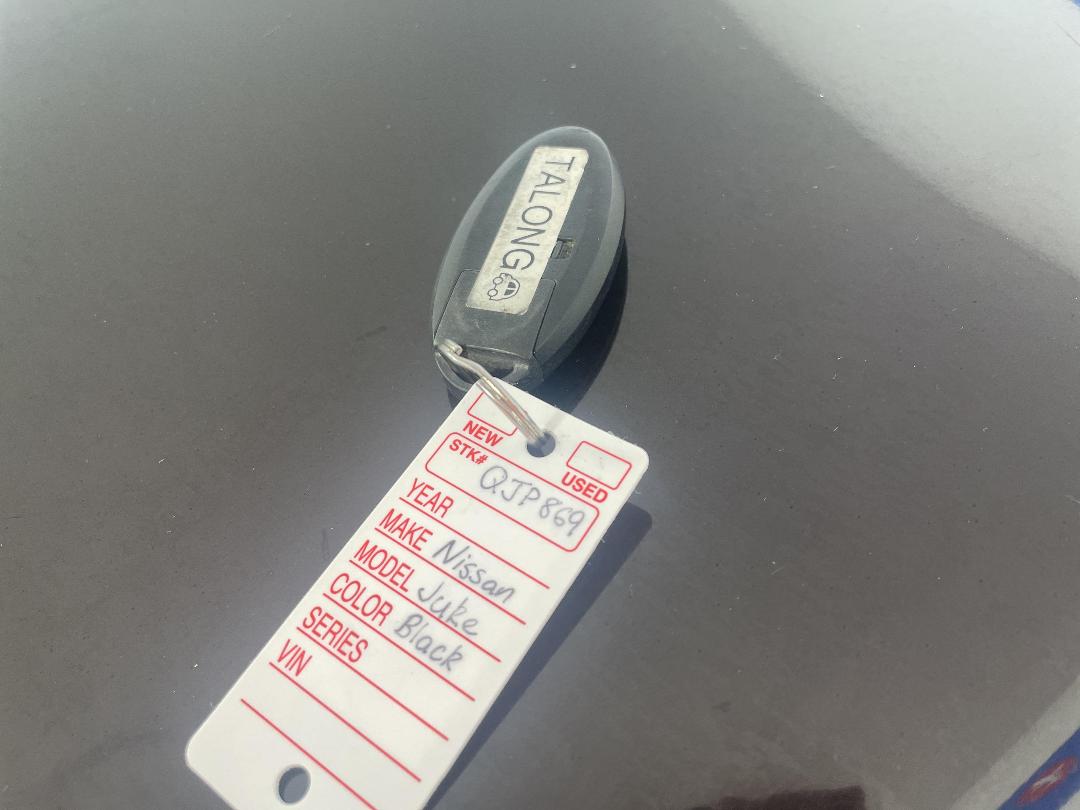 TALONG
NEW
USED
STK# QJP869
YEAR
MAKE Nissan
MODEL Juke
COLOR Black
SERIES
VIN